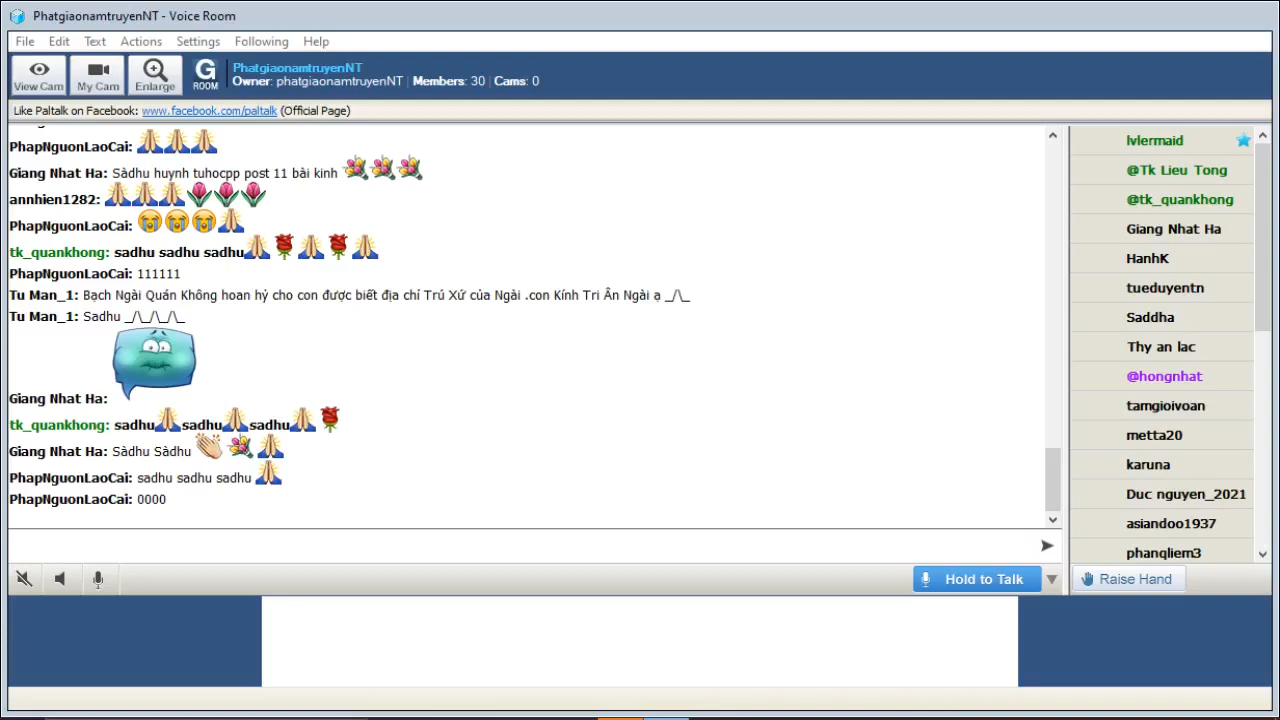 PhatgiaonamtruyenNT - Voice Room
File Edit Text Actions Settings Following Help
View Cam
My Cam
Enlarge
G ROOM
PhatgiaonamtruyenNT
Owner: phatgiaonamtruyenNT | Members: 30 | Cams: 0
Like Paltalk on Facebook: www.facebook.com/paltalk (Official Page)
PhapNguonLaoCai:
Giang Nhat Ha: Sàdhu huynh tuhocpp post 11 bài kinh
annhien1282:
PhapNguonLaoCai:
tk_quankhong: sadhu sadhu sadhu
PhapNguonLaoCai: 111111
Tu Man_1: Bạch Ngài Quán Không hoan hỷ cho con được biết địa chỉ Trú Xứ của Ngài .con Kính Tri Ân Ngài ạ _/\_
Tu Man_1: Sadhu _/\_/\_/\_
Giang Nhat Ha:
tk_quankhong: sadhu sadhu sadhu
Giang Nhat Ha: Sàdhu Sàdhu
PhapNguonLaoCai: sadhu sadhu sadhu
PhapNguonLaoCai: 0000
Hold to Talk
lvlermaid
@Tk Lieu Tong
@tk_quankhong
Giang Nhat Ha
HanhK
tueduyentn
Saddha
Thy an lac
@hongnhat
tamgioivoan
metta20
karuna
Duc nguyen_2021
asiandoo1937
phanqliem3
Raise Hand